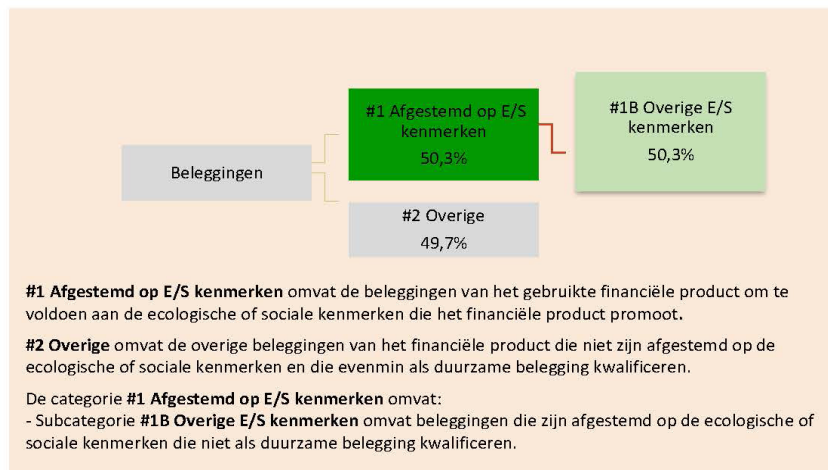 #1 Afgestemd op E/S
kenmerken
50,3%
#1B Overige E/S
kenmerken
50,3%
Beleggingen
#2 Overige
49,7%
#1 Afgestemd op E/S kenmerken omvat de beleggingen van het gebruikte financiële product om te
voldoen aan de ecologische of sociale kenmerken die het financiële product promoot.
#2 Overige omvat de overige beleggingen van het financiële product die niet zijn afgestemd op de
ecologische of sociale kenmerken en die evenmin als duurzame belegging kwalificeren.
De categorie #1 Afgestemd op E/S kenmerken omvat:
- Subcategorie #1B Overige E/S kenmerken omvat beleggingen die zijn afgestemd op de ecologische of
sociale kenmerken die niet als duurzame belegging kwalificeren.